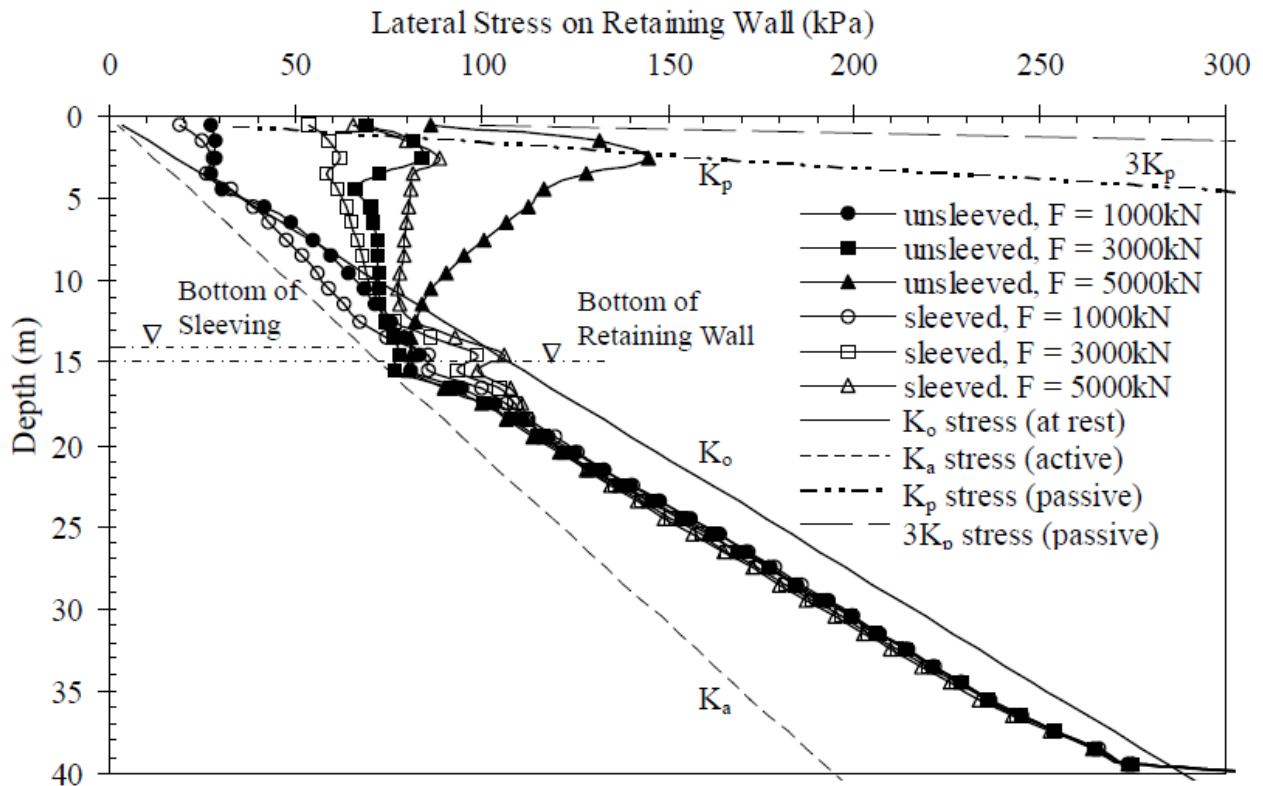 Lateral Stress on Retaining Wall (kPa)
0 50 100 150 200 250 300
Depth (m)
0
5
10
15
20
25
30
35
40
Bottom of
Sleeving
Bottom of
Retaining Wall
Kp
3Kp
Ko
Ka
unsleeved, F = 1000kN
unsleeved, F = 3000kN
unsleeved, F = 5000kN
sleeved, F = 1000kN
sleeved, F = 3000kN
sleeved, F = 5000kN
Ko stress (at rest)
Ka stress (active)
Kp stress (passive)
3Kp stress (passive)